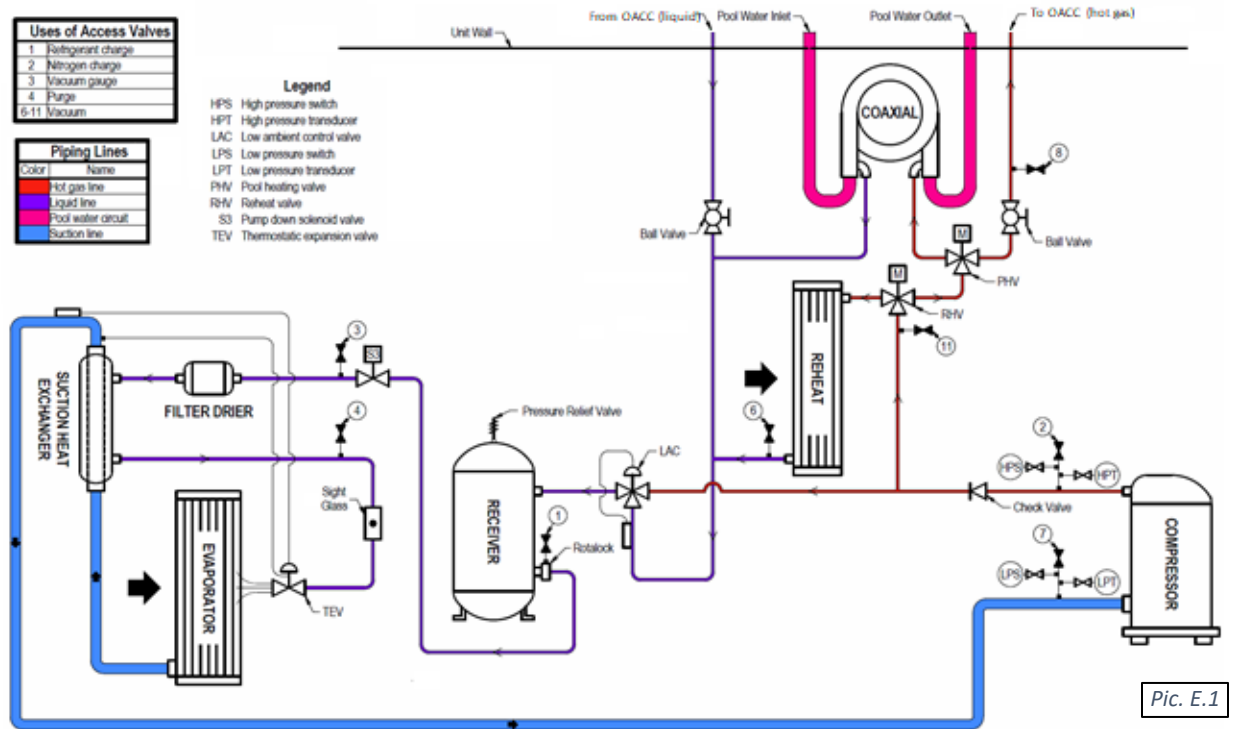 From OACC (liquid)
Pool Water Inlet
Pool Water Outlet
To OACC (hot gas)
Unit Wall
Uses of Access Valves
1 Refrigerant charge
2 Nitrogen charge
3 Vacuum gauge
4 Purge
6-11 Vacuum
Legend
HPS High pressure switch
HPT High pressure transducer
LAC Low ambient control valve
LPS Low pressure switch
LPT Low pressure transducer
PHV Pool heating valve
RHV Reheat valve
S3 Pump down solenoid valve
TEV Thermostatic expansion valve
Piping Lines
Color Name
Hot gas line
Liquid line
Pool water circuit
Suction line
COAXIAL
8
Ball Valve
M
Ball Valve
PHV
M
RHV
11
REHEAT
3
S3
SUCTION HEAT
EXCHANGER
FILTER DRIER
4
Pressure Relief Valve
6
LAC
2
HPS
HPT
Check Valve
Sight
Glass
RECEIVER
1
Rotalock
COMPRESSOR
7
LPS
LPT
EVAPORATOR
TEV
Pic. E.1